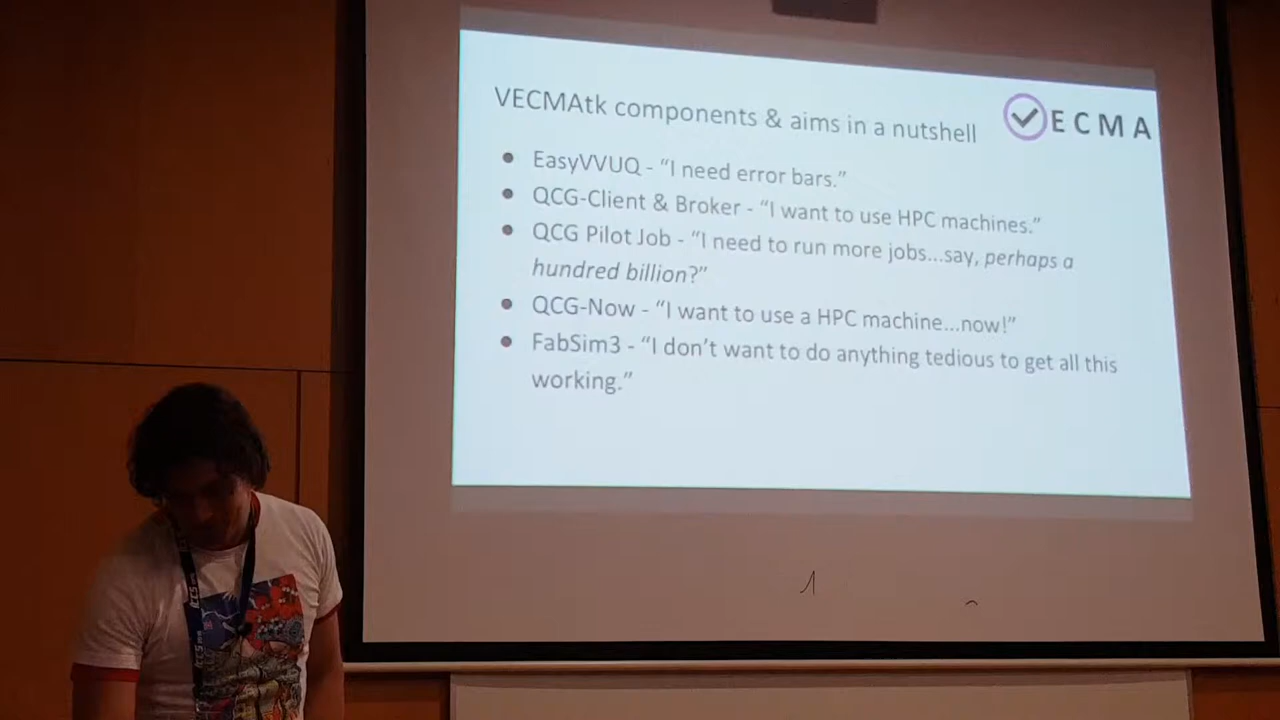 VECMAtk components & aims in a nutshell
ECMA
EasyVVUQ - “I need error bars.”
QCG-Client & Broker - “I want to use HPC machines.”
QCG Pilot Job - “I need to run more jobs...say, perhaps a
hundred billion?”
QCG-Now - “I want to use a HPC machine...now!”
FabSim3 - “I don’t want to do anything tedious to get all this
working.”
ICCS
ICCS